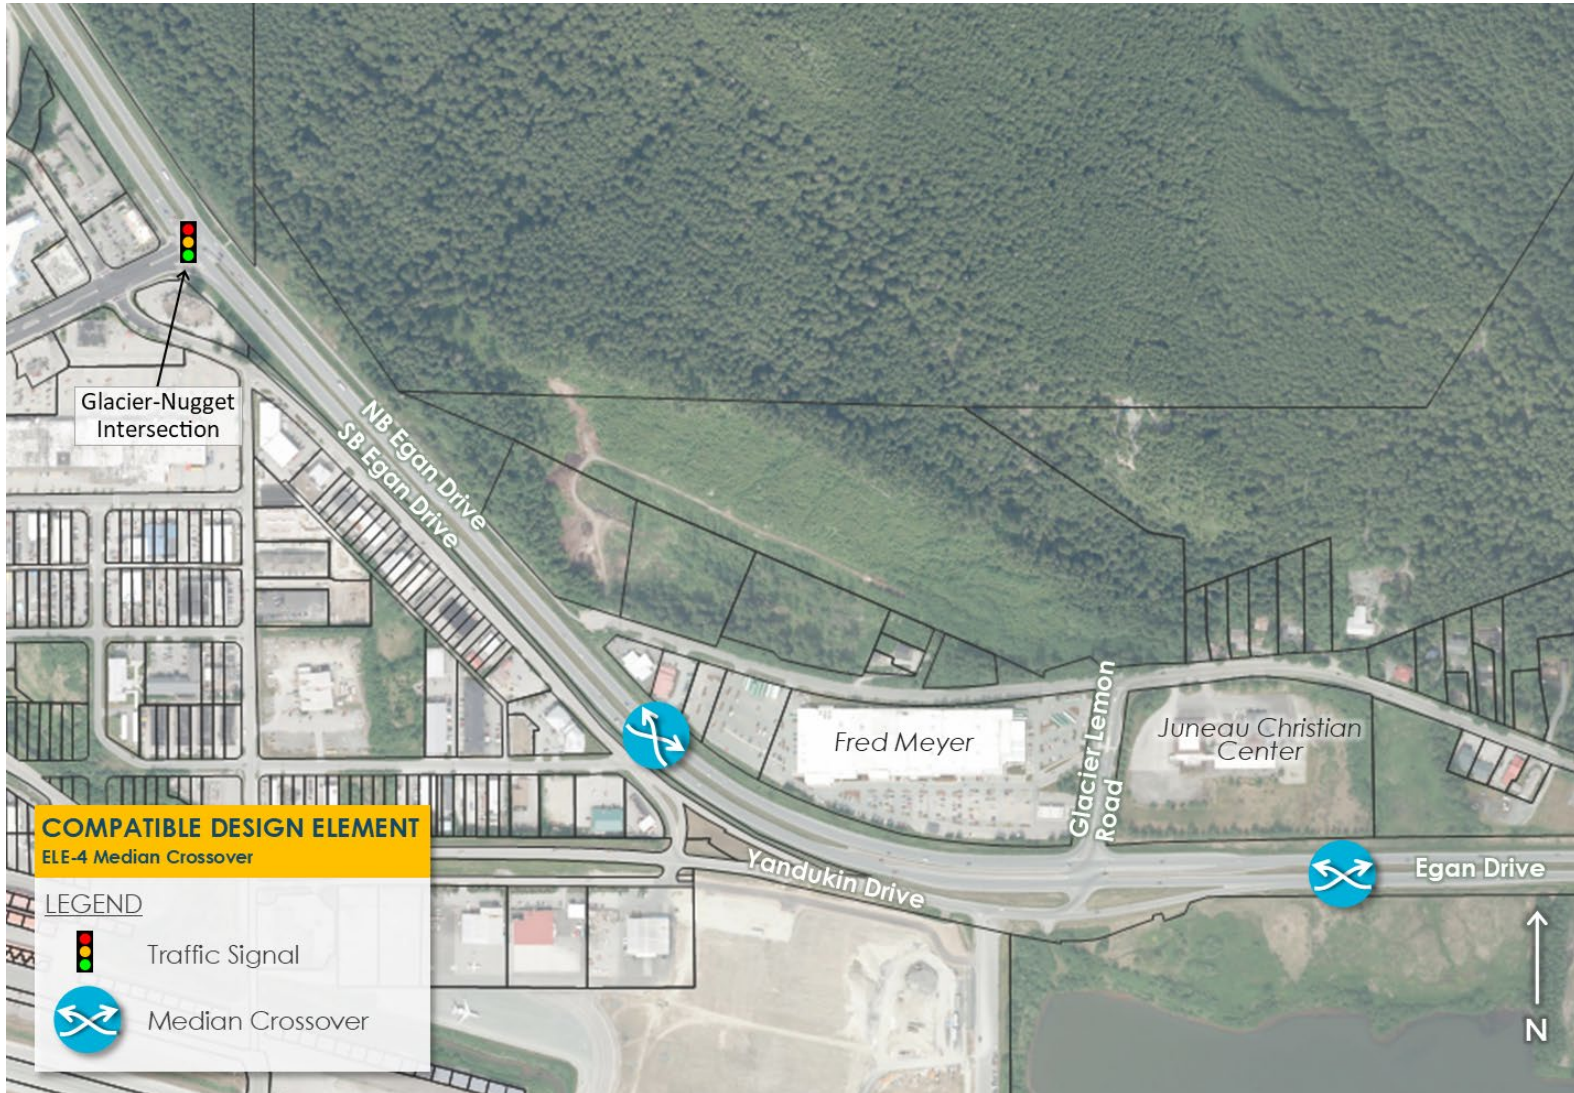 Glacier-Nugget
Intersection
NB Egan Drive
SB Egan Drive
Fred Meyer
Glacier Lemon
Road
Juneau Christian
Center
Yandukin Drive
Egan Drive
COMPATIBLE DESIGN ELEMENT
ELE-4 Median Crossover
LEGEND
Traffic Signal
Median Crossover
N